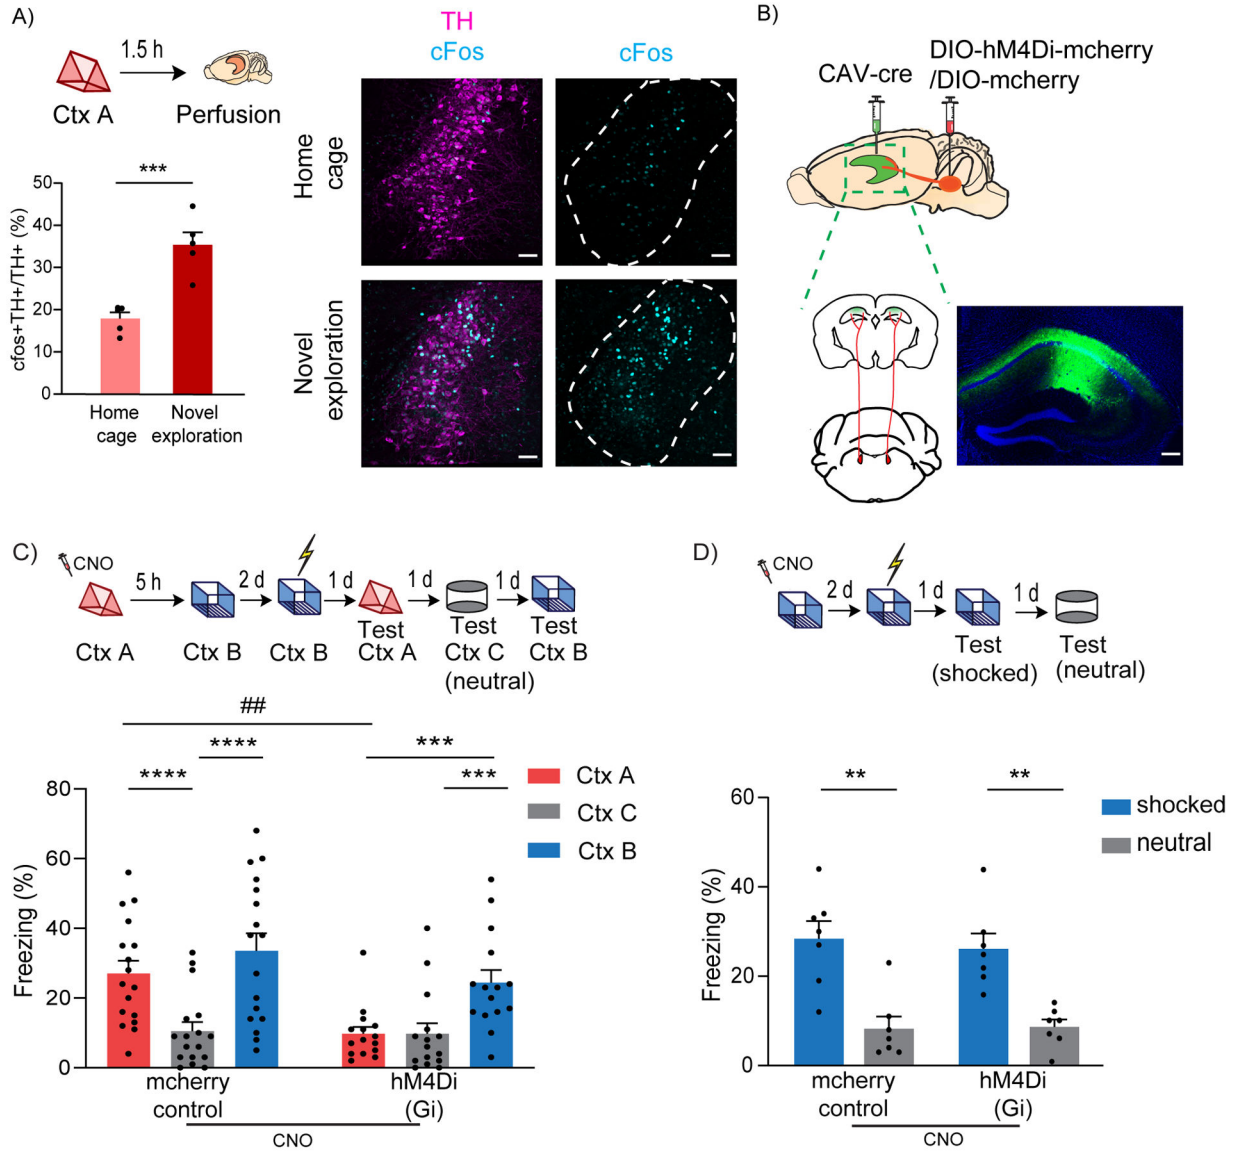 A)
1.5 h
Ctx A
Perfusion
***
cfos+TH+/TH+ (%)
50
40
30
20
10
0
Home
cage
Novel
exploration
TH
cFos
cFos
Home
cage
Novel
exploration
B)
CAV-cre
DIO-hM4Di-mcherry
/DIO-mcherry
C)
CNO
5 h
2 d
1 d
1 d
1 d
Ctx A
Ctx B
Ctx B
Test
Ctx A
Test
Ctx C
(neutral)
Test
Ctx B
##
****
****
***
***
Ctx A
Ctx C
Ctx B
Freezing (%)
80
60
40
20
0
mcherry
control
hM4Di
(Gi)
CNO
D)
CNO
2 d
1 d
1 d
Test
(shocked)
Test
(neutral)
**
**
shocked
neutral
Freezing (%)
60
40
20
0
mcherry
control
hM4Di
(Gi)
CNO